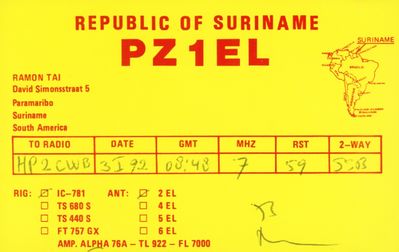 REPUBLIC OF SURINAME
PZ1EL
SURINAME
RAMON TAI
David Simonsstraat 5
Paramaribo
Suriname
South America
TO RADIO DATE GMT MHZ RST 2-WAY
HP2CWB 3 I 92 08:48 7 59 SSB
RIG: IC-781 ANT: 2 EL
TS 680 S 4 EL
TS 440 S 5 EL
FT 757 GX 6 EL
AMP. ALPHA 76A – TL 922 – FL 7000